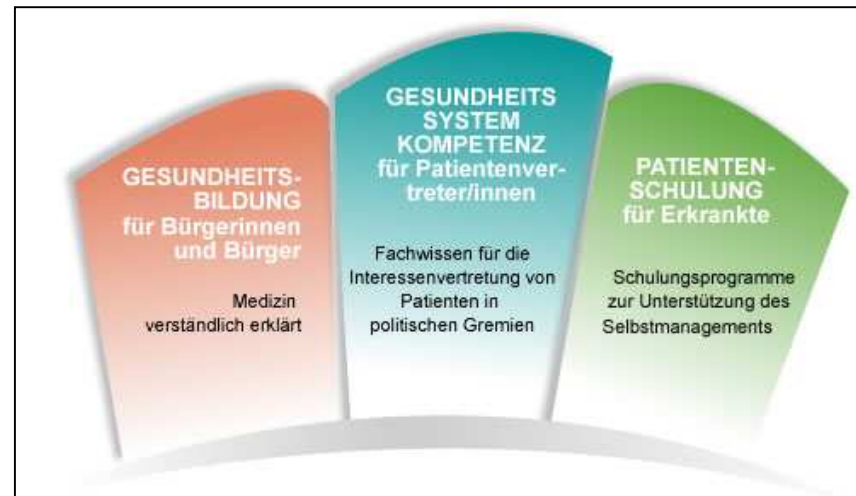 GESUNDHEITS-
BILDUNG
für Bürgerinnen
und Bürger
Medizin
verständlich erklärt
GESUNDHEITS
SYSTEM
KOMPETENZ
für Patientenver-
treter/innen
Fachwissen für die
Interessenvertretung von
Patienten in
politischen Gremien
PATIENTEN-
SCHULUNG
für Erkrankte
Schulungsprogramme
zur Unterstützung des
Selbstmanagements